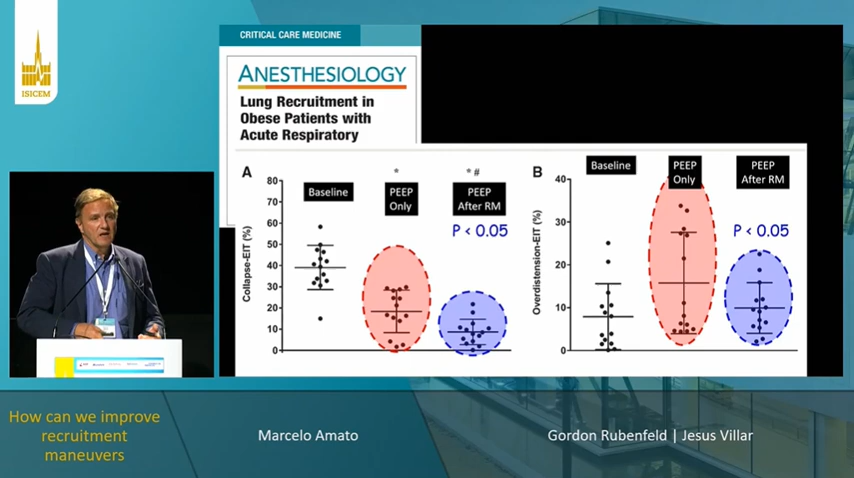 ISICEM
CRITICAL CARE MEDICINE
ANESTHESIOLOGY
Lung Recruitment in
Obese Patients with
Acute Respiratory
A
80
70
60
50
40
30
20
10
0
Collapse-EIT (%)
Baseline
*
PEEP
Only
* #
PEEP
After RM
P < 0.05
B
40
30
20
10
0
Overdistension-EIT (%)
Baseline
PEEP
Only
PEEP
After RM
P < 0.05
How can we improve
recruitment
maneuvers
Marcelo Amato
Gordon Rubenfeld | Jesus Villar